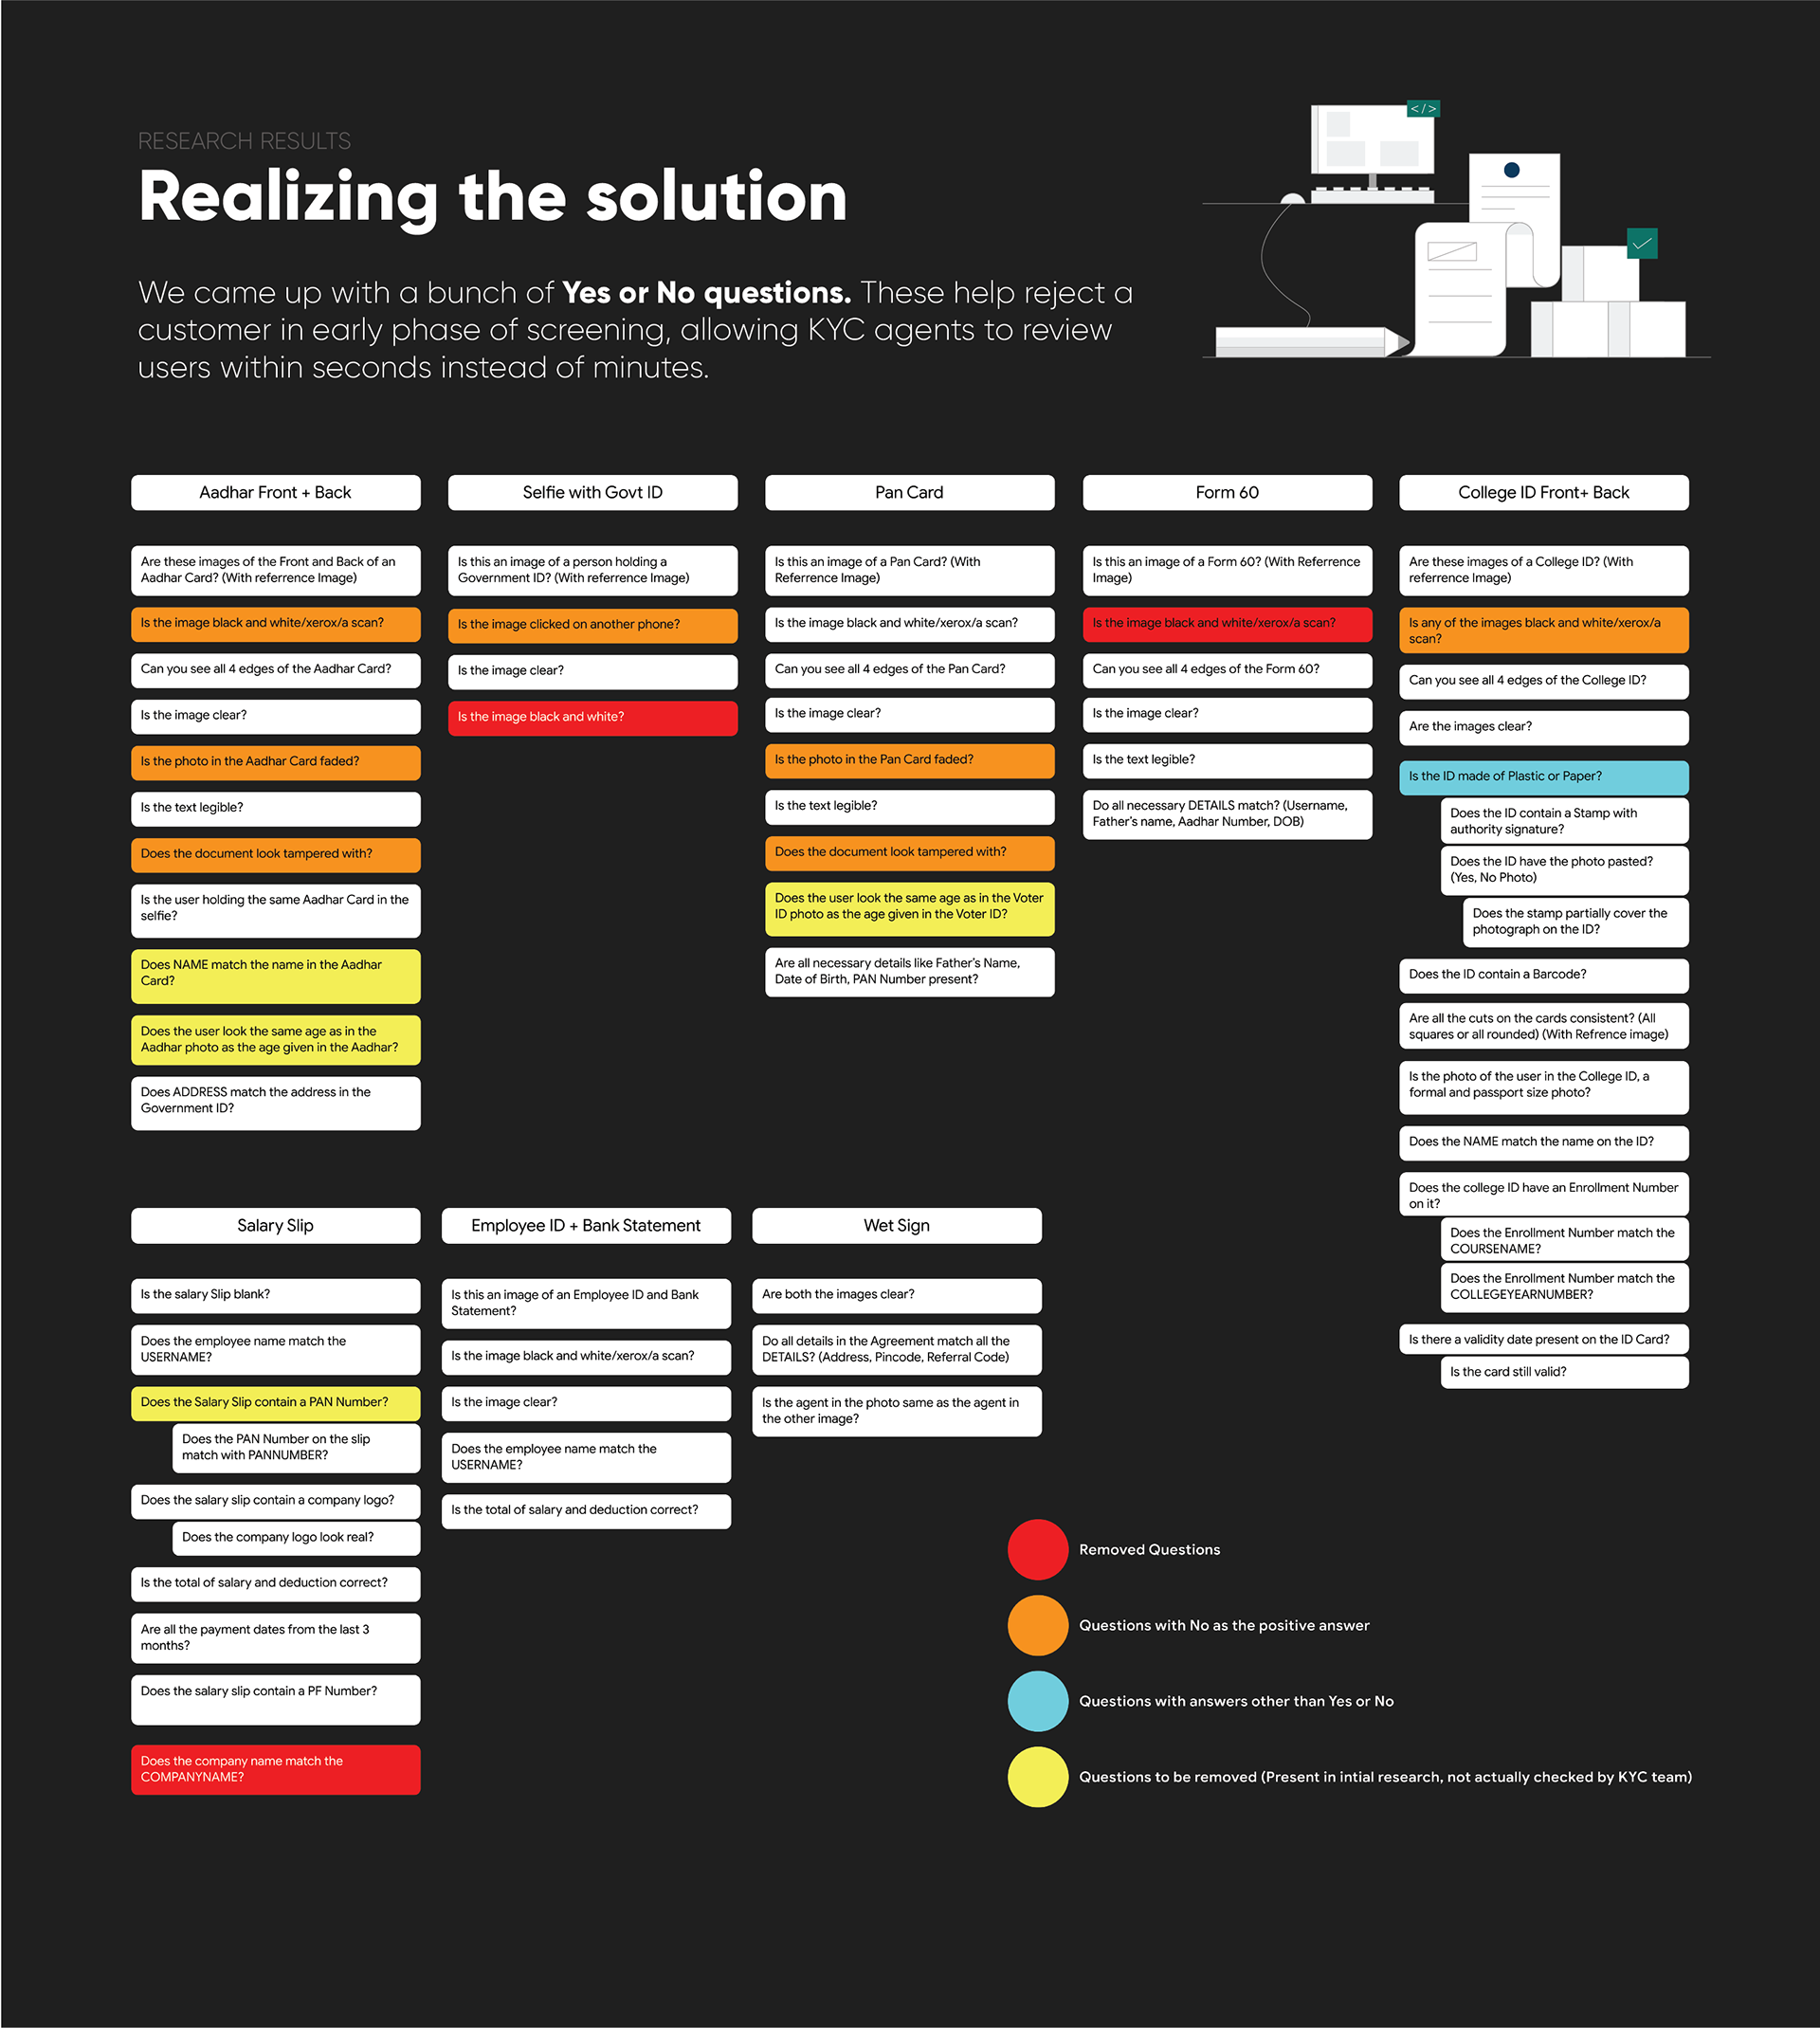 RESEARCH RESULTS
Realizing the solution
We came up with a bunch of Yes or No questions. These help reject a
customer in early phase of screening, allowing KYC agents to review
users within seconds instead of minutes.
</>
Aadhar Front + Back
Are these images of the Front and Back of an
Aadhar Card? (With referrence Image)
Is the image black and white/xerox/a scan?
Can you see all 4 edges of the Aadhar Card?
Is the image clear?
Is the photo in the Aadhar Card faded?
Is the text legible?
Does the document look tampered with?
Is the user holding the same Aadhar Card in the
selfie?
Does NAME match the name in the Aadhar
Card?
Does the user look the same age as in the
Aadhar photo as the age given in the Aadhar?
Does ADDRESS match the address in the
Government ID?
Selfie with Govt ID
Is this an image of a person holding a
Government ID? (With referrence Image)
Is the image clicked on another phone?
Is the image clear?
Is the image black and white?
Pan Card
Is this an image of a Pan Card? (With
Referrence Image)
Is the image black and white/xerox/a scan?
Can you see all 4 edges of the Pan Card?
Is the image clear?
Is the photo in the Pan Card faded?
Is the text legible?
Does the document look tampered with?
Does the user look the same age as in the Voter
ID photo as the age given in the Voter ID?
Are all necessary details like Father's Name,
Date of Birth, PAN Number present?
Form 60
Is this an image of a Form 60? (With Referrence
Image)
Is the image black and white/xerox/a scan?
Can you see all 4 edges of the Form 60?
Is the image clear?
Is the text legible?
Do all necessary DETAILS match? (Username,
Father's name, Aadhar Number, DOB)
College ID Front+ Back
Are these images of a College ID? (With
referrence Image)
Is any of the images black and white/xerox/a
scan?
Can you see all 4 edges of the College ID?
Are the images clear?
Is the ID made of Plastic or Paper?
Does the ID contain a Stamp with
authority signature?
Does the ID have the photo pasted?
(Yes, No Photo)
Does the stamp partially cover the
photograph on the ID?
Does the ID contain a Barcode?
Are all the cuts on the cards consistent? (All
squares or all rounded) (With Refrence image)
Is the photo of the user in the College ID, a
formal and passport size photo?
Does the NAME match the name on the ID?
Does the college ID have an Enrollment Number
on it?
Does the Enrollment Number match the
COURSENAME?
Does the Enrollment Number match the
COLLEGEYEARNUMBER?
Is there a validity date present on the ID Card?
Is the card still valid?
Salary Slip
Is the salary Slip blank?
Does the employee name match the
USERNAME?
Does the Salary Slip contain a PAN Number?
Does the PAN Number on the slip
match with PANNUMBER?
Does the salary slip contain a company logo?
Does the company logo look real?
Is the total of salary and deduction correct?
Are all the payment dates from the last 3
months?
Does the salary slip contain a PF Number?
Does the company name match the
COMPANYNAME?
Employee ID + Bank Statement
Is this an image of an Employee ID and Bank
Statement?
Is the image black and white/xerox/a scan?
Is the image clear?
Does the employee name match the
USERNAME?
Is the total of salary and deduction correct?
Wet Sign
Are both the images clear?
Do all details in the Agreement match all the
DETAILS? (Address, Pincode, Referral Code)
Is the agent in the photo same as the agent in
the other image?
Removed Questions
Questions with No as the positive answer
Questions with answers other than Yes or No
Questions to be removed (Present in intial research, not actually checked by KYC team)